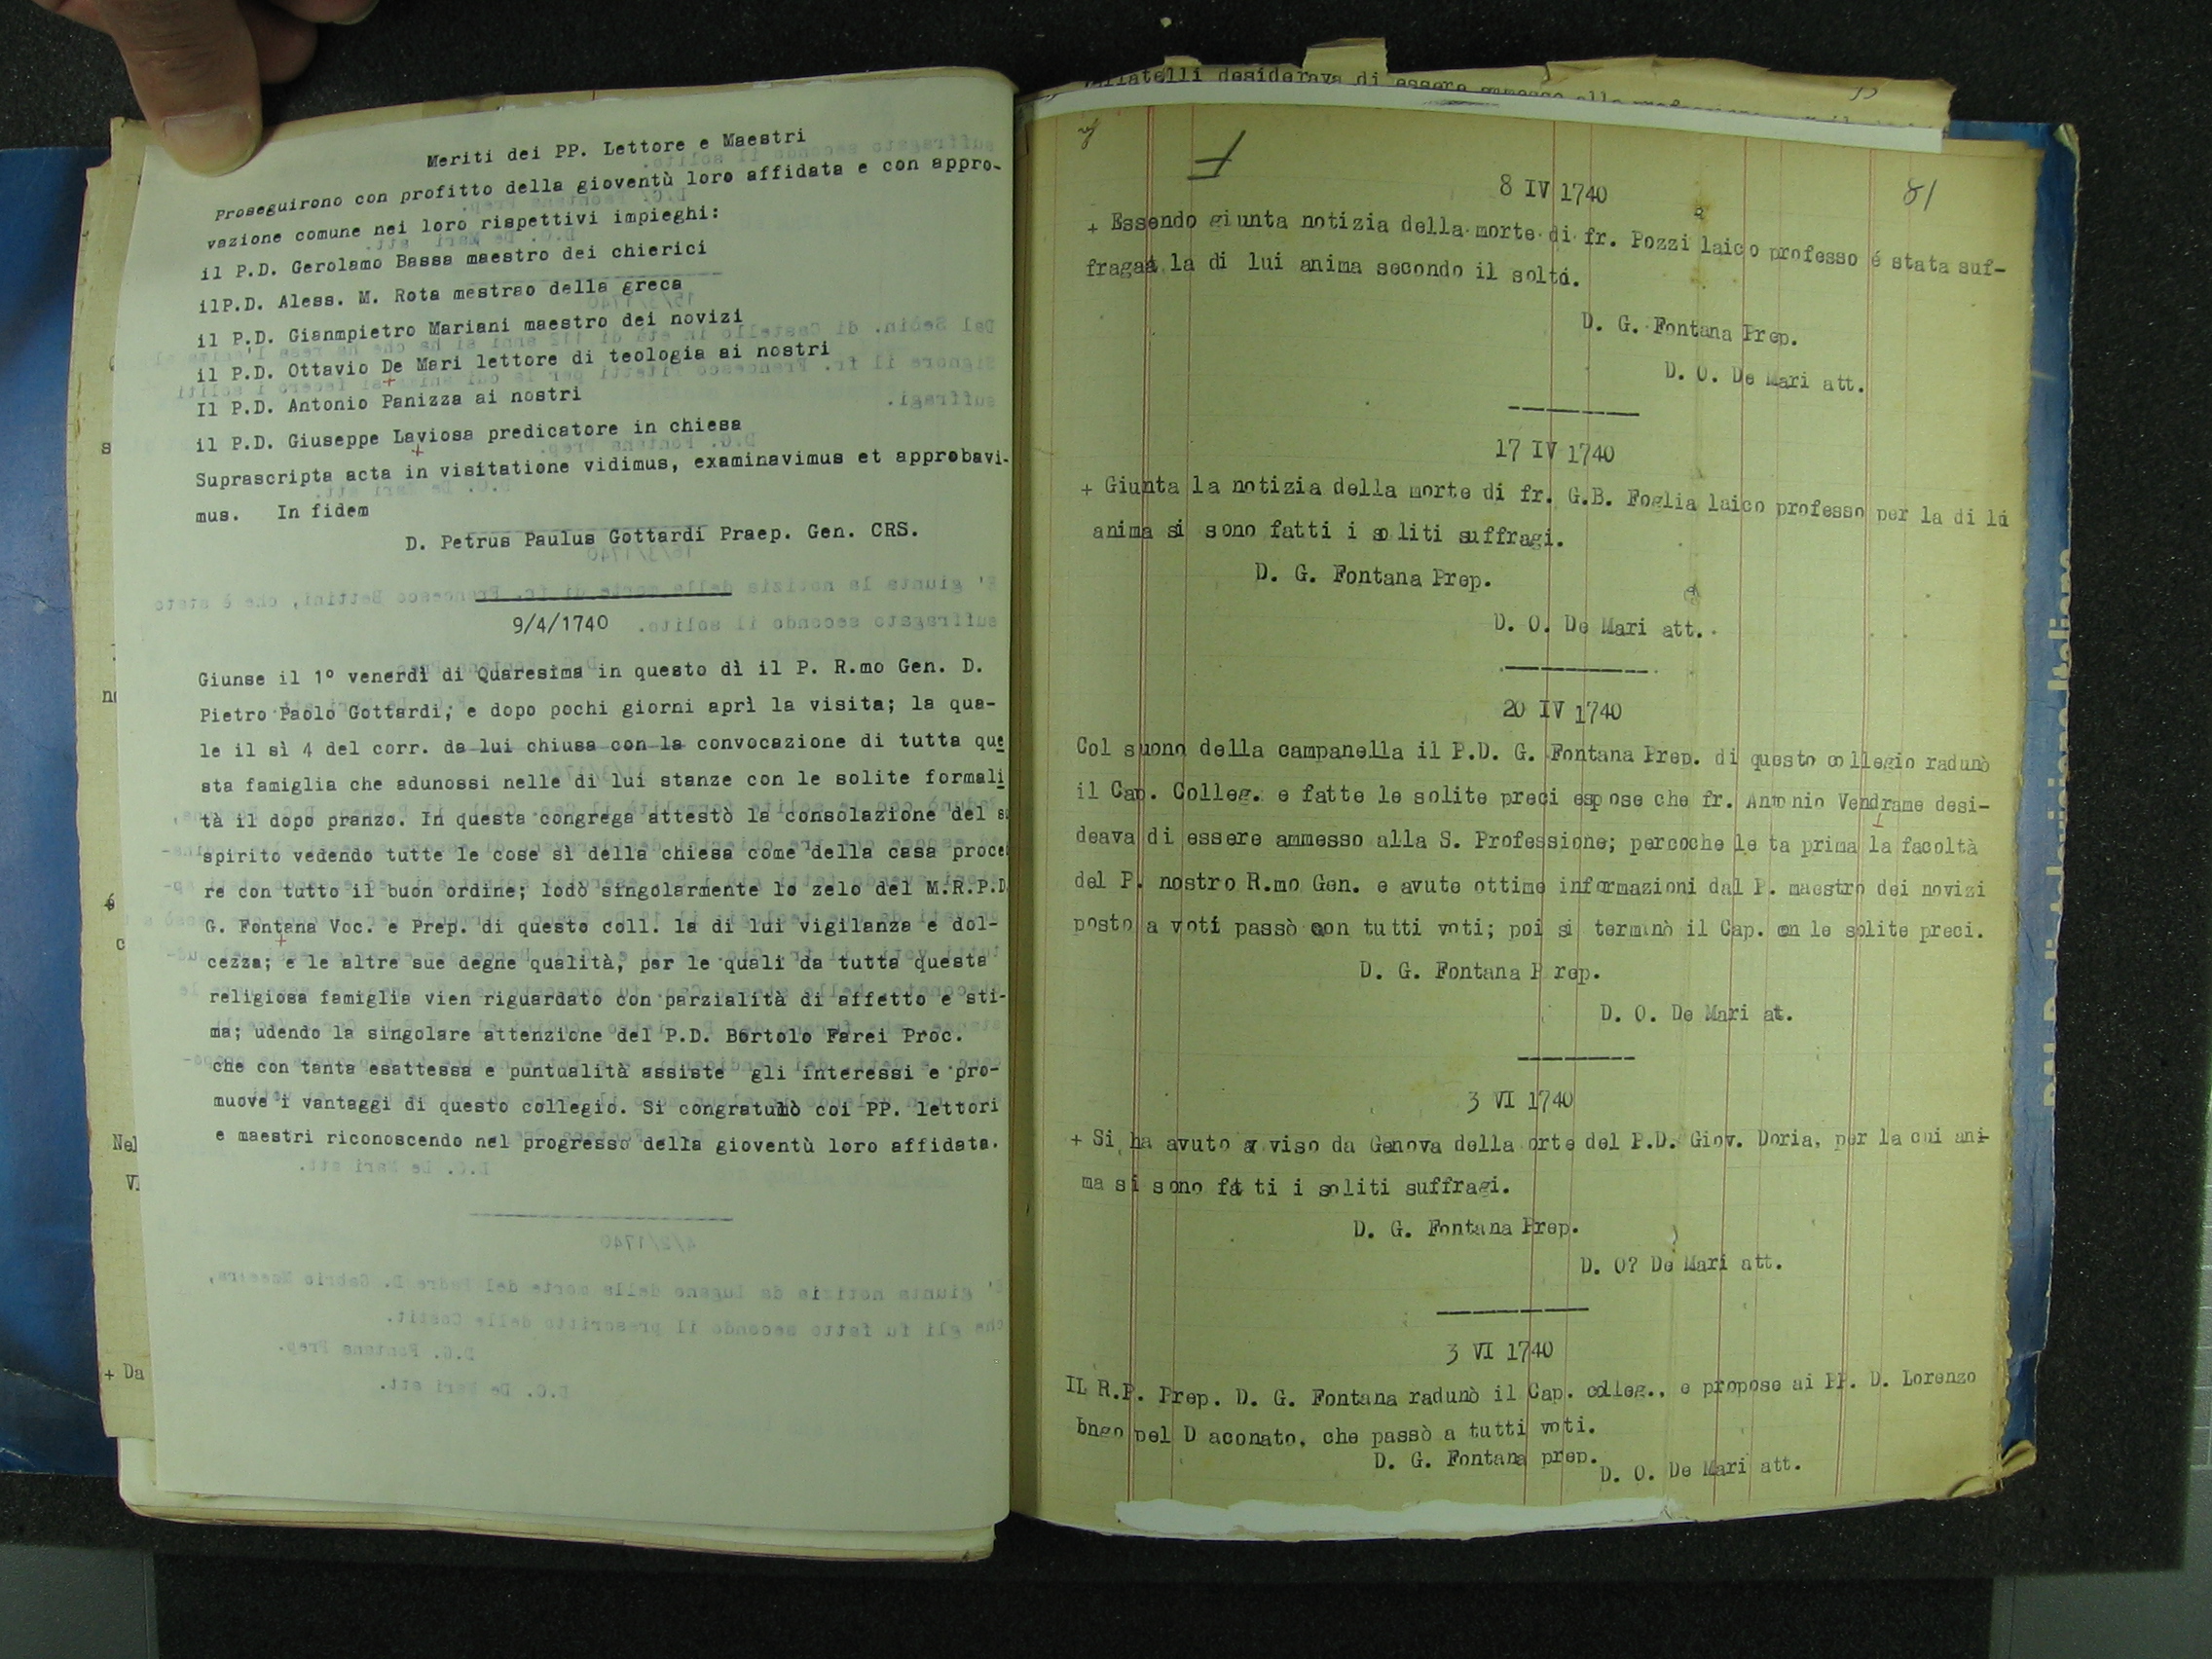 Meriti dei PP. Lettore e Maestri
Proseguirono con profitto della gioventù loro affidata e con appro-
vazione comune nei loro rispettivi impieghi:
il P.D. Gerolamo Bassa maestro dei chierici
ilP.D. Aless. M. Rota mestrao della greca
il P.D. Gianmpietro Mariani maestro dei novizi
il P.D. Ottavio De Mari lettore di teologia ai nostri
Il P.D. Antonio Panizza ai nostri
il P.D. Giuseppe Laviosa predicatore in chiesa
Suprascripta acta in visitatione vidimus, examinavimus et approbavi-
mus. In fidem
D. Petrus Paulus Gottardi Praep. Gen. CRS.
9/4/1740
Giunse il 1º venerdì di Quaresima in questo dì il P. R.mo Gen. D.
Pietro Paolo Gottardi; e dopo pochi giorni aprì la visita; la qua-
le il sì 4 del corr. da lui chiusa con la convocazione di tutta que
sta famiglia che adunossi nelle di lui stanze con le solite formali
tà il dopo pranzo. In questa congrega attestò la consolazione del
spirito vedendo tutte le cose sì della chiesa come della casa proce
re con tutto il buon ordine; lodò singolarmente lo zelo del M.R.P.D
G. Fontana Voc. e Prep. di questo coll. la di lui vigilanza e dol-
cezza; e le altre sue degne qualità, per le quali da tutta questa
religiosa famiglia vien riguardato con parzialità di affetto e sti-
ma; udendo la singolare attenzione del P.D. Bortolo Farei Proc.
che con tanta esattessa e puntualità assiste gli interessi e pro-
muove i vantaggi di questo collegio. Si congratulò coi PP. lettori
e maestri riconoscendo nel progresso della gioventù loro affidata.
81
8 IV 1740
+ Essendo giunta notizia della morte di fr. Pozzi laico professo é stata suf-
fragaa la di lui anima secondo il solto.
D. G. Fontana Prep.
D. O. De Mari att.
17 IV 1740
+ Giunta la notizia della morte di fr. G.B. Foglia laico professo per la di lui
anima si sono fatti i soliti suffragi.
D. G. Fontana Prep.
D. O. De Mari att.
20 IV 1740
Col suono della campanella il P.D. G. Fontana Prep. di questo collegio radunò
il Cap. Colleg. e fatte le solite preci espose che fr. Antonio Vendrame desi-
deava di essere ammesso alla S. Professione; percoche le ta prima la facoltà
del P. nostro R.mo Gen. e avute ottime informazioni dal P. maestro dei novizi
posto a voti passò con tutti voti; poi si terminò il Cap. con le solite preci.
D. G. Fontana P rep.
D. O. De Mari at.
3 VI 1740
+ Si ha avuto avviso da Genova della orte del P.D. Giov. Doria, per la cui ani-
ma si sono fatti i soliti suffragi.
D. G. Fontana Prep.
D. O? De Mari att.
3 VI 1740
IL R.P. Prep. D. G. Fontana radunò il Cap. colleg., e propose ai PP. D. Lorenzo
pel D aconato, che passò a tutti voti.
D. G. Fontana prep.
D. O. De Mari att.